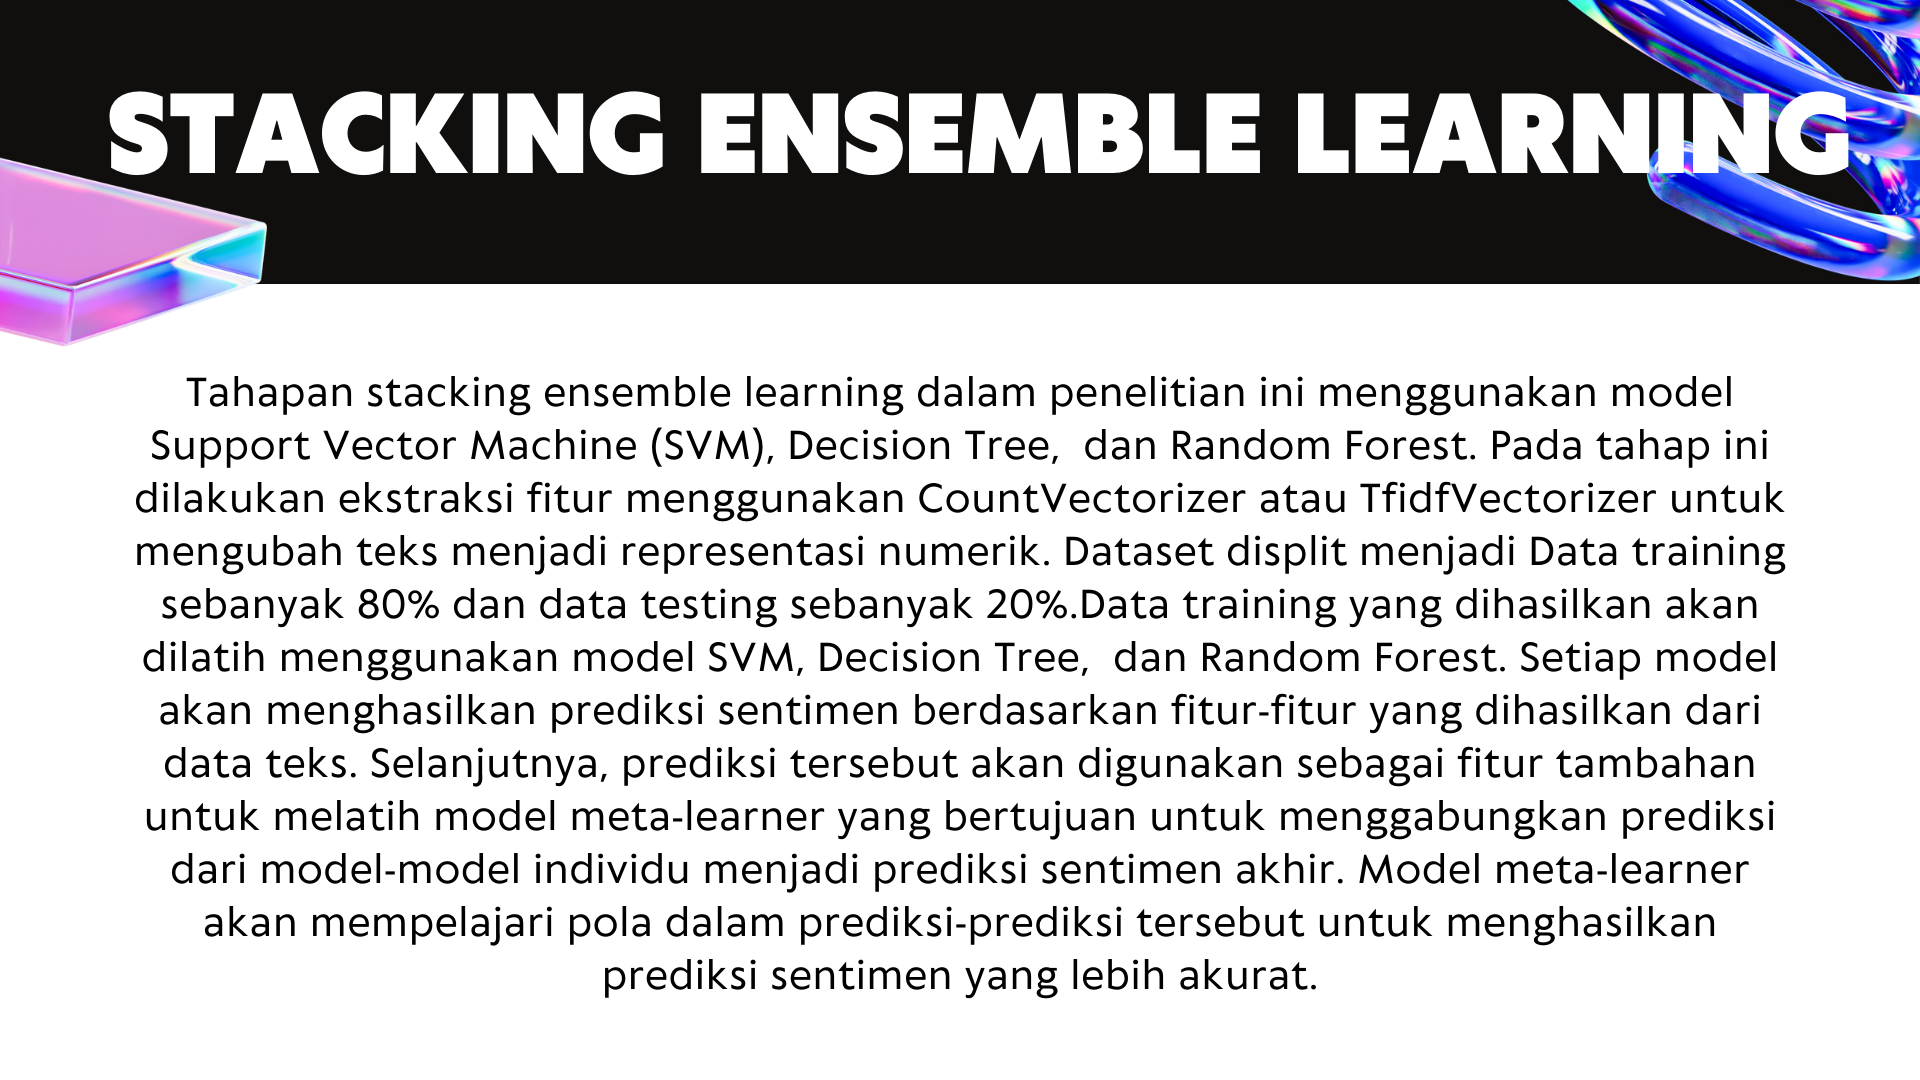 STACKING ENSEMBLE LEARNING
Tahapan stacking ensemble learning dalam penelitian ini menggunakan model
Support Vector Machine (SVM), Decision Tree,  dan Random Forest. Pada tahap ini
dilakukan ekstraksi fitur menggunakan CountVectorizer atau TfidfVectorizer untuk
mengubah teks menjadi representasi numerik. Dataset displit menjadi Data training
sebanyak 80% dan data testing sebanyak 20%.Data training yang dihasilkan akan
dilatih menggunakan model SVM, Decision Tree,  dan Random Forest. Setiap model
akan menghasilkan prediksi sentimen berdasarkan fitur-fitur yang dihasilkan dari
data teks. Selanjutnya, prediksi tersebut akan digunakan sebagai fitur tambahan
untuk melatih model meta-learner yang bertujuan untuk menggabungkan prediksi
dari model-model individu menjadi prediksi sentimen akhir. Model meta-learner
akan mempelajari pola dalam prediksi-prediksi tersebut untuk menghasilkan
prediksi sentimen yang lebih akurat.